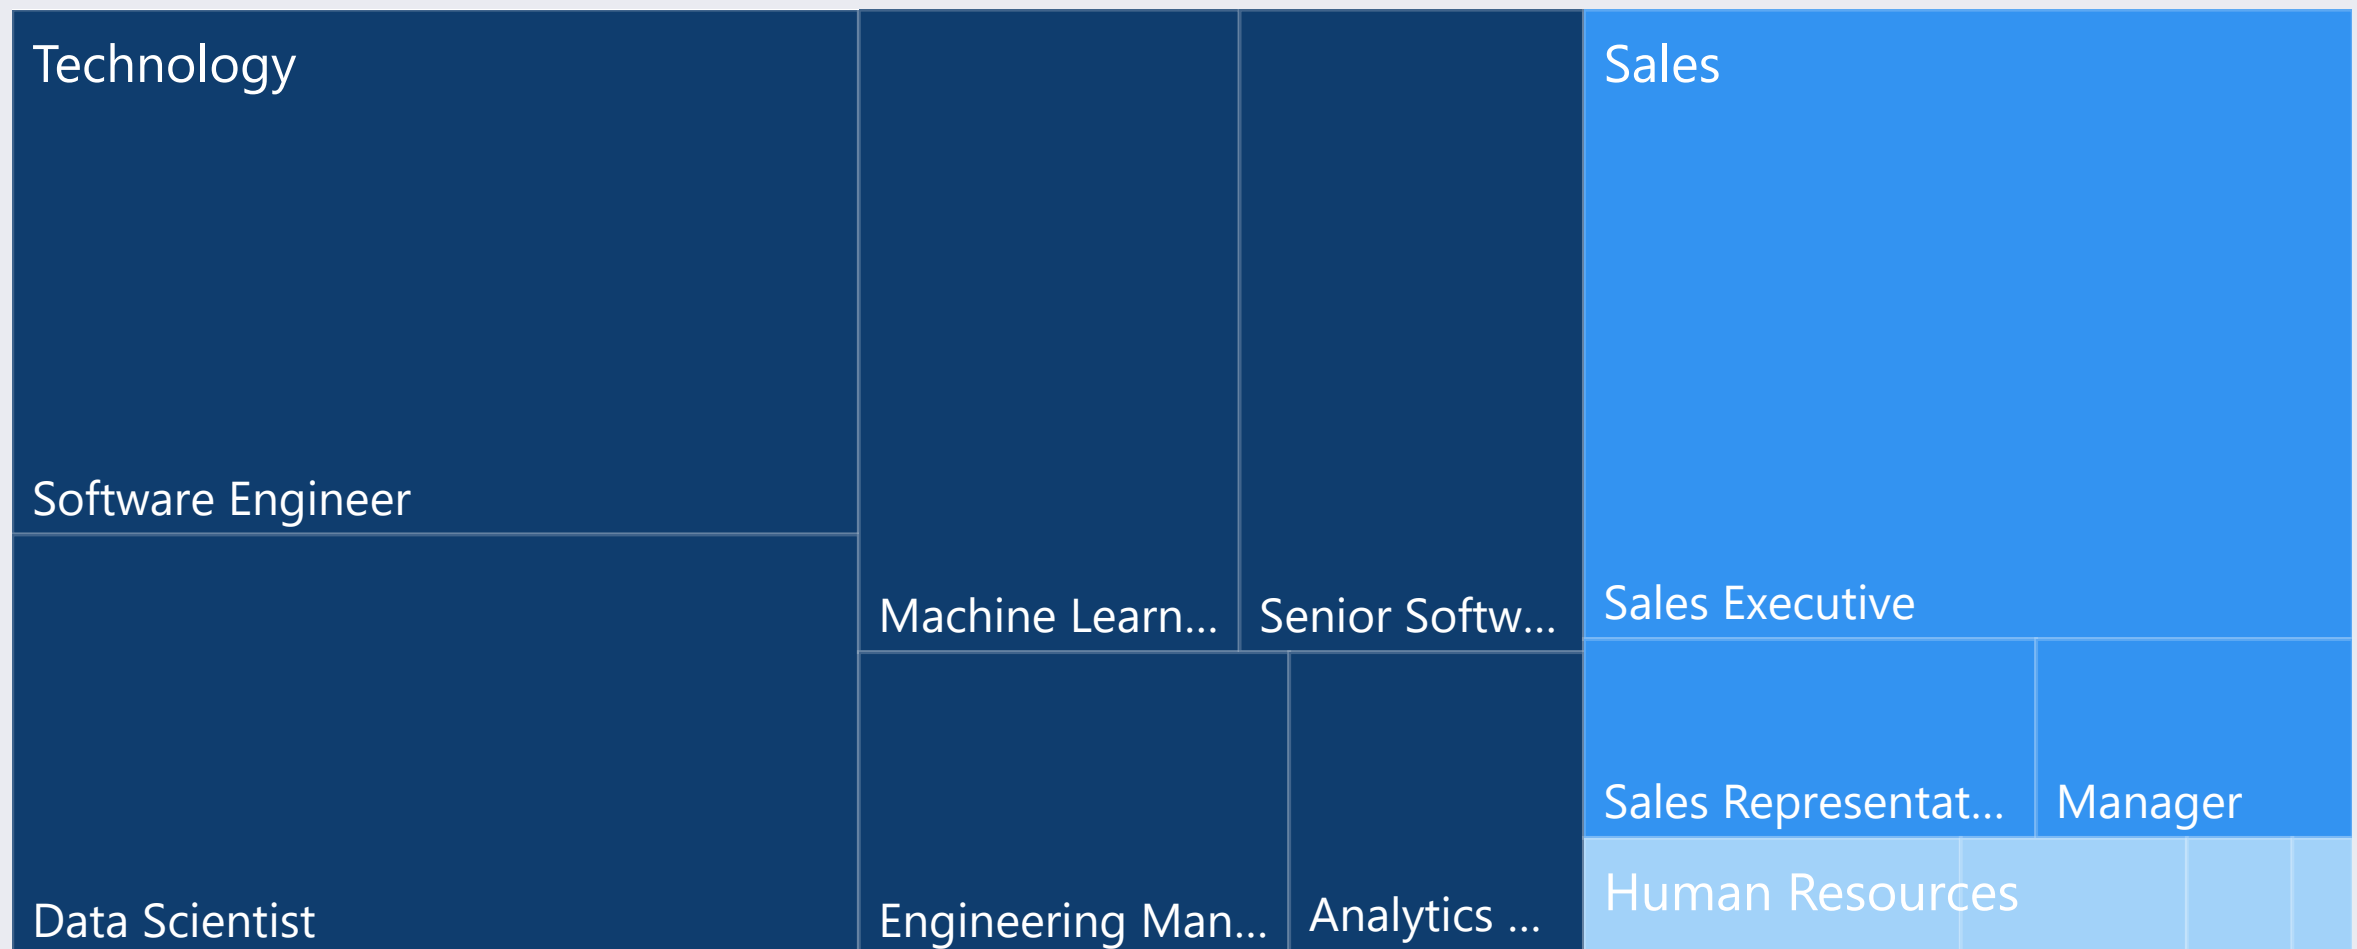 Technology
Software Engineer
Data Scientist
Machine Learn...
Senior Softw...
Engineering Man...
Analytics ...
Sales
Sales Executive
Sales Representat...
Manager
Human Resources